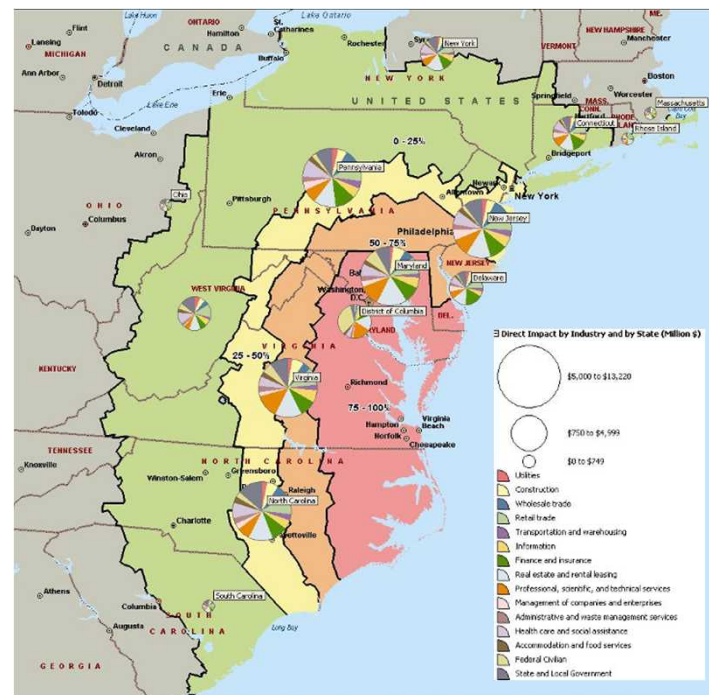 Lake Huron
Flint
Lansing
MICHIGAN
Ann Arbor
Detroit
ONTARIO
Hamilton
St.
Catharines
CANADA
Buffalo
Lake Ontario
Rochester
New York
NEW YORK
UNITED STATES
VERMONT
NEW HAMPSHIRE
ME.
Manchester
Boston
Worcester
MASS.
Springfield
Massachusetts
CONN.
Hartford
Connecticut
RHODE
Rhose Island
Bridgeport
Lake Erie
Erie
Toledo
Cleveland
Akron
0 - 25%
Pennsylvania
Allentown
Newark
New York
OHIO
Ohio
Pittsburgh
PENNSYLVANIA
Dayton
Columbus
Philadelphia
New Jersey
50 - 75%
NEW JERSEY
Maryland
Washington,
D.C.
Delaware
DEL.
WEST VIRGINIA
District of Columbia
VIRGINIA
25 - 50%
KENTUCKY
Virginia
Richmond
75 - 100%
Hampton
Virginia
Beach
Norfolk
Chesapeake
TENNESSEE
Knoxville
NORTH CAROLINA
Winston-Salem
Greensboro
Raleigh
North Carolina
Charlotte
Athens
Columbia
South Carolina
SOUTH
CAROLINA
Long Bay
Augusta
GEORGIA
Direct Impact by Industry and by State (Million $)
$5,000 to $13,220
$750 to $4,999
$0 to $749
Utilities
Construction
Wholesale trade
Retail trade
Transportation and warehousing
Information
Finance and insurance
Real estate and rental leasing
Professional, scientific, and technical services
Management of companies and enterprises
Administrative and waste management services
Health care and social assistance
Accommodation and food services
Federal Civilian
State and Local Government